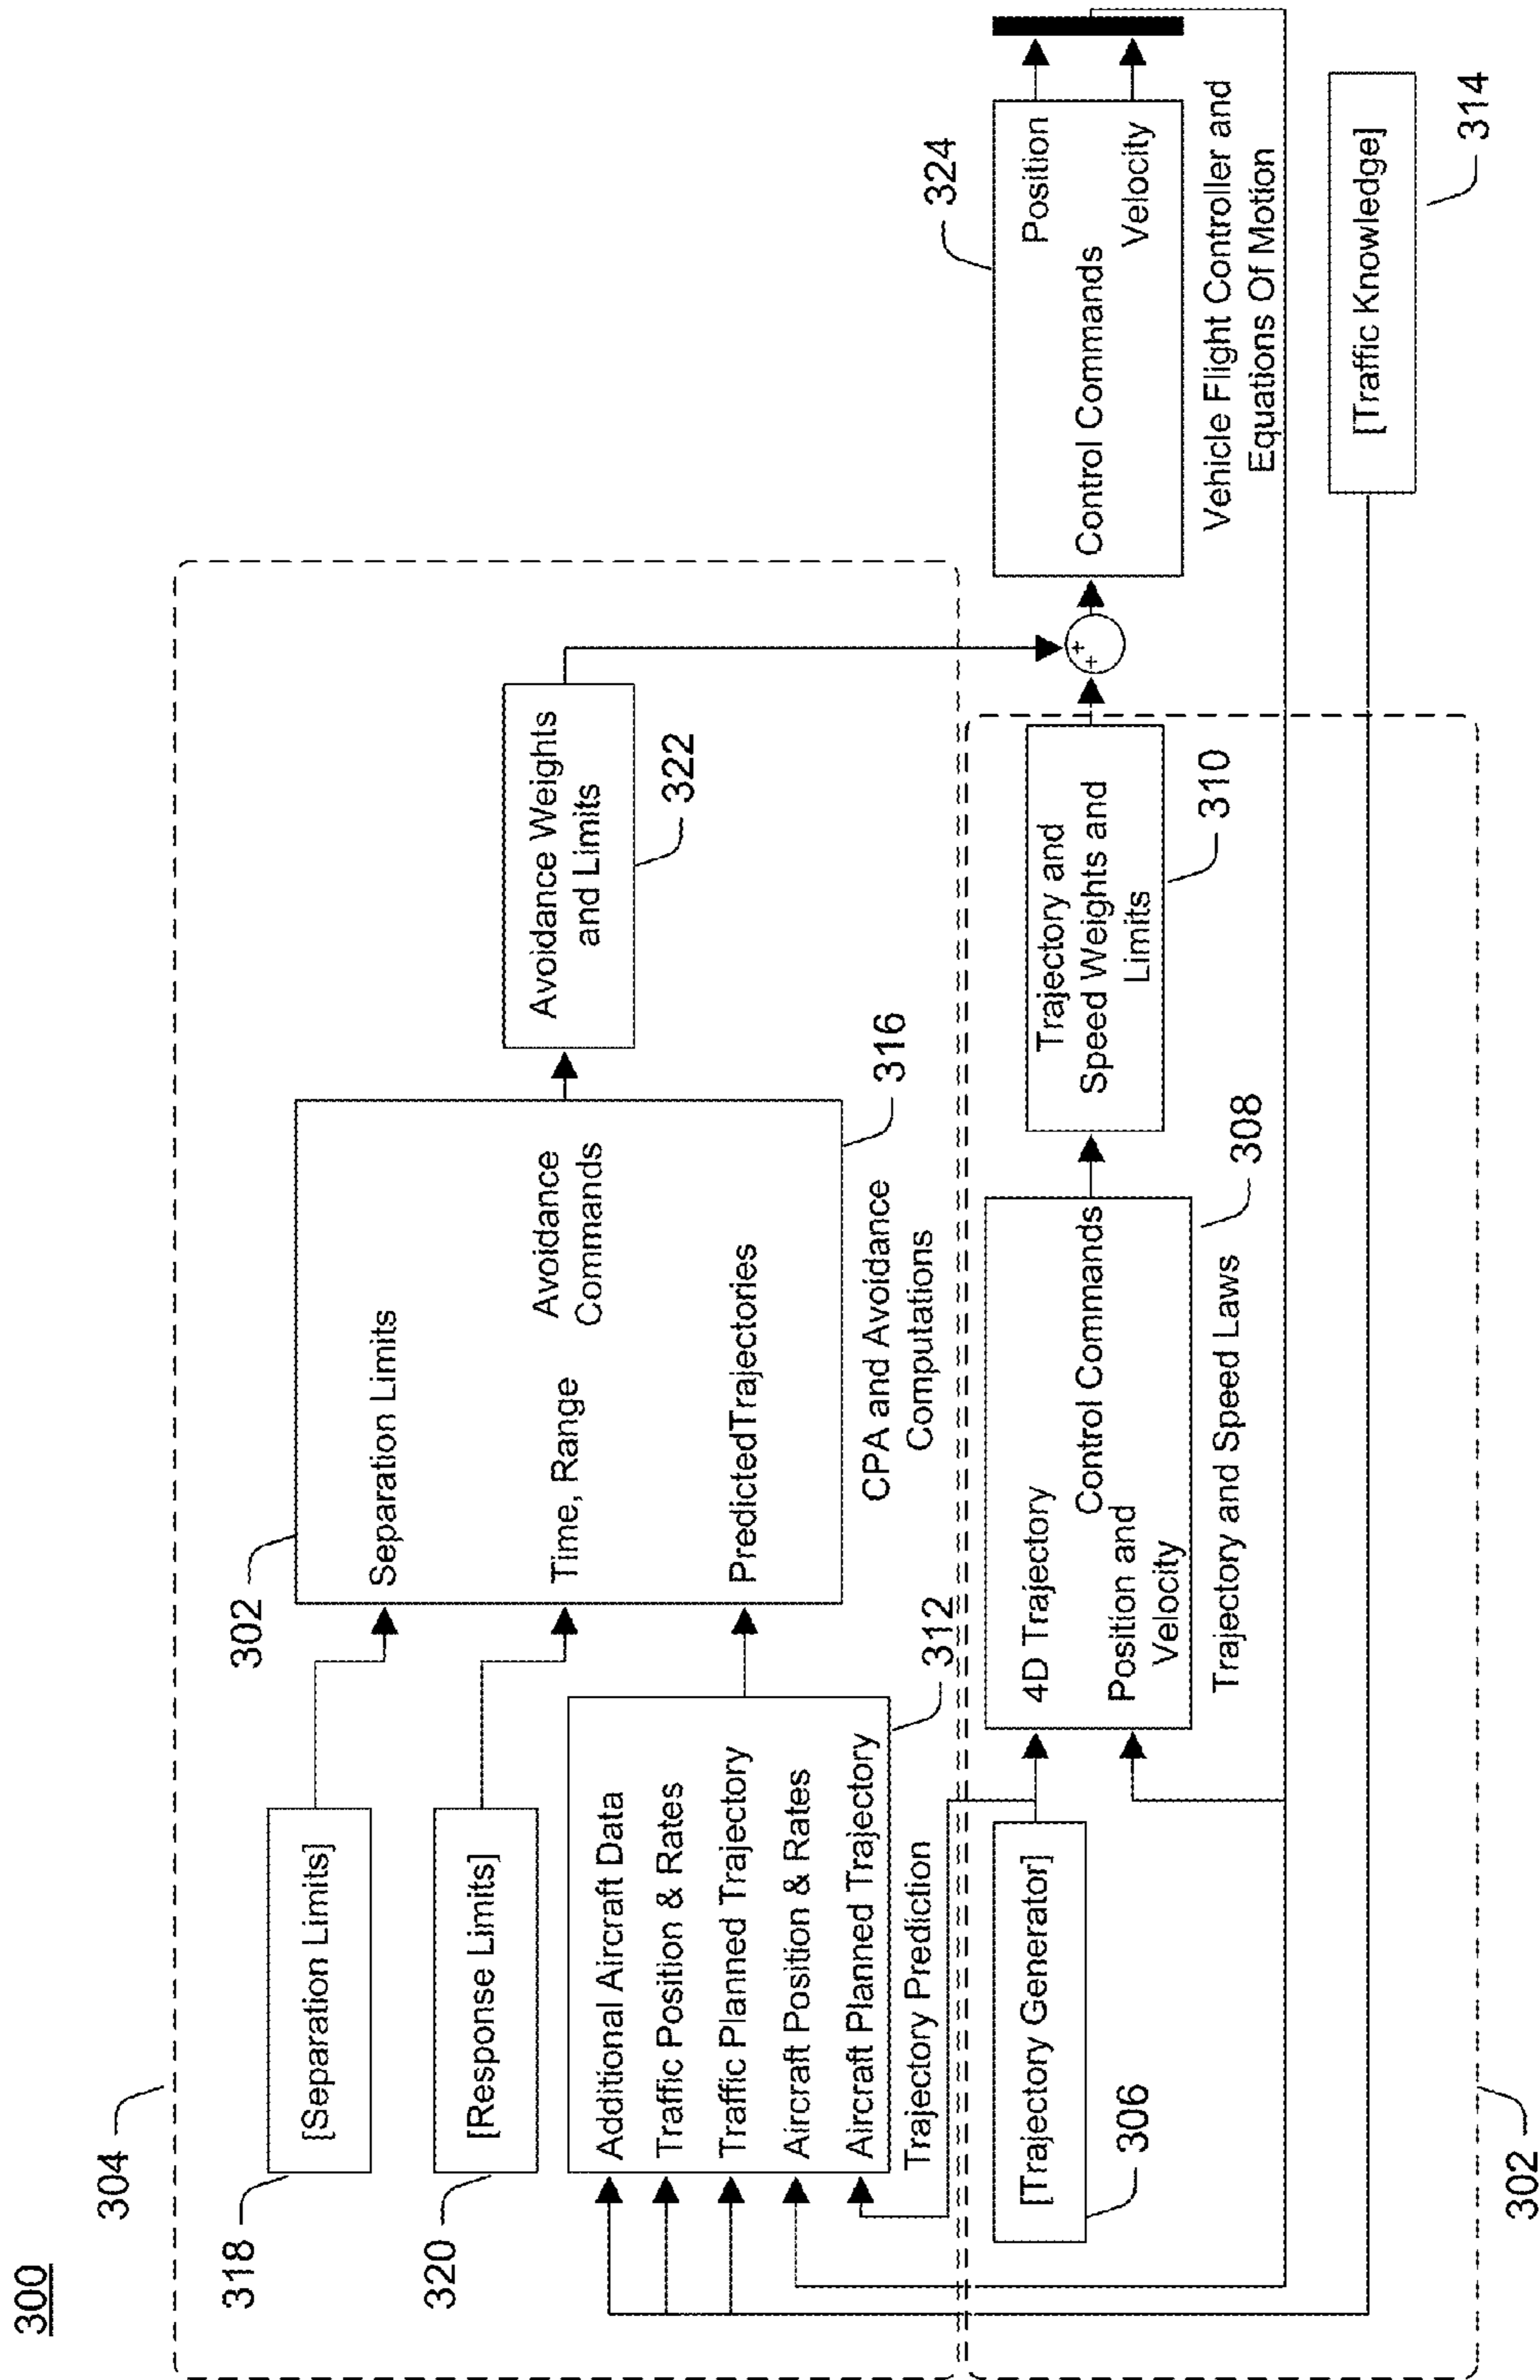 300
304
318
[Separation Limits]
320
[Response Limits]
Additional Aircraft Data
Traffic Position & Rates
Traffic Planned Trajectory
Aircraft Position & Rates
Aircraft Planned Trajectory
Trajectory Prediction
312
302
Separation Limits
Time, Range
Avoidance
Commands
PredictedTrajectories
316
CPA and Avoidance
Computations
Avoidance Weights
and Limits
322
[Trajectory Generator]
306
4D Trajectory
Control Commands
Position and
Velocity
308
Trajectory and Speed Laws
Trajectory and
Speed Weights and
Limits
310
+
+
324
Position
Control Commands
Velocity
Vehicle Flight Controller and
Equations Of Motion
[Traffic Knowledge]
314
302